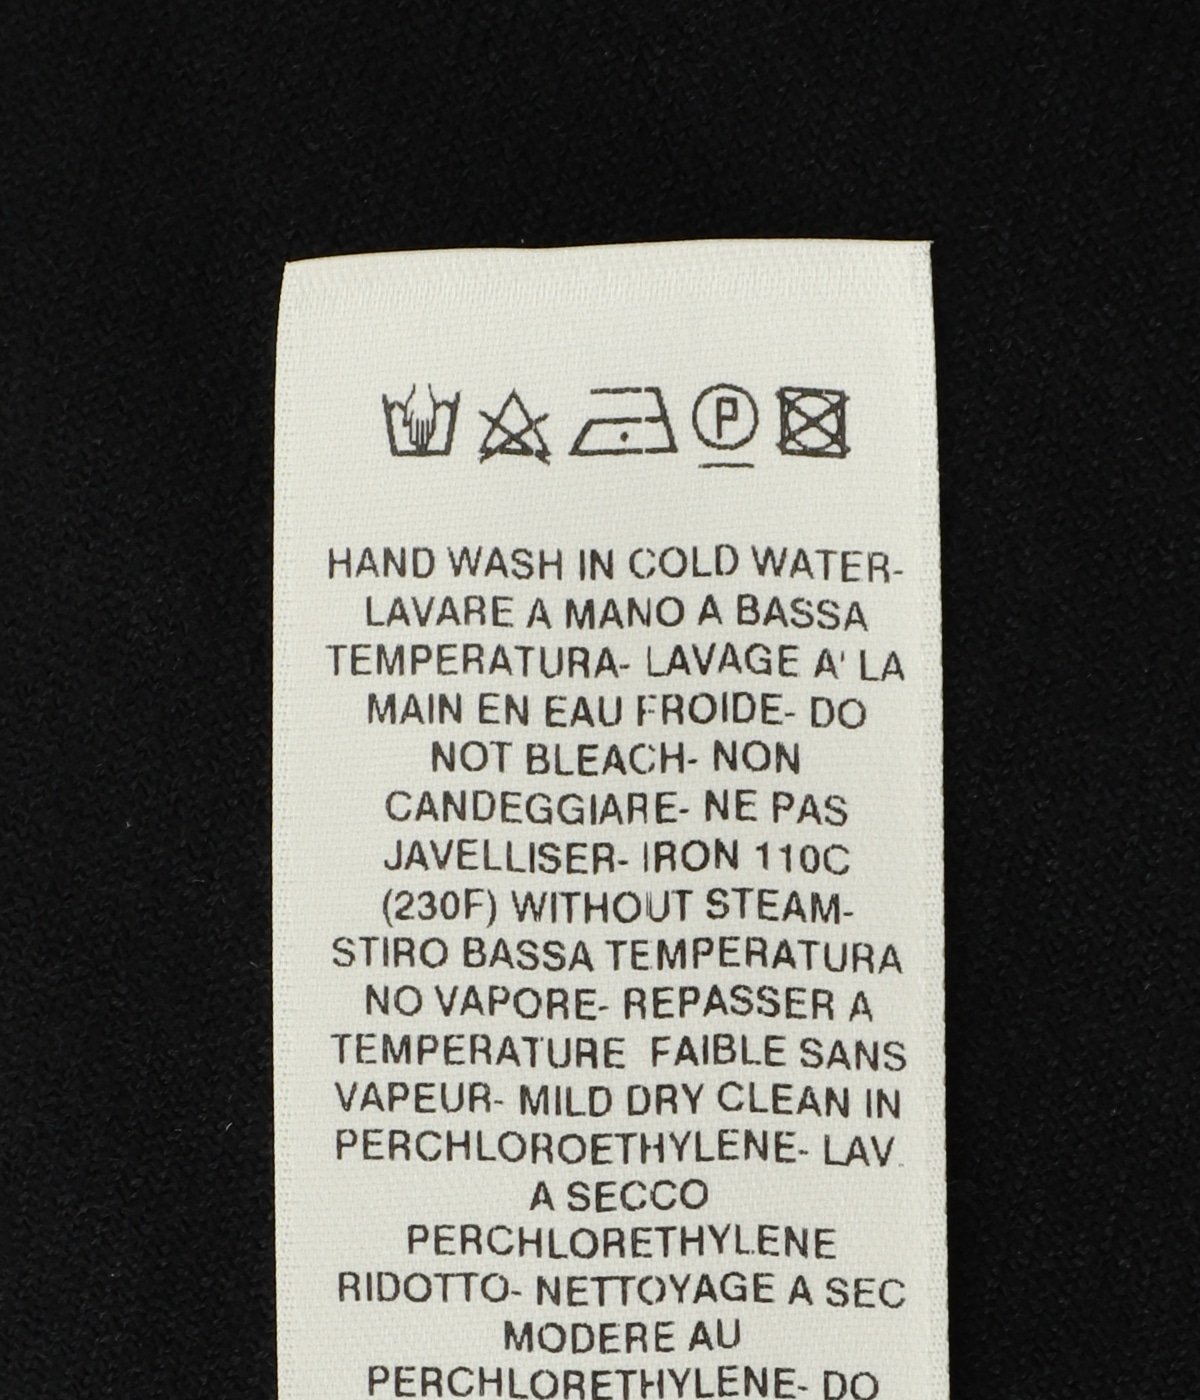 P
HAND WASH IN COLD WATER-
LAVARE A MANO A BASSA
TEMPERATURA- LAVAGE A' LA
MAIN EN EAU FROIDE- DO
NOT BLEACH- NON
CANDEGGIARE- NE PAS
JAVELLISER- IRON 110C
(230F) WITHOUT STEAM-
STIRO BASSA TEMPERATURA
NO VAPORE- REPASSER A
TEMPERATURE FAIBLE SANS
VAPEUR- MILD DRY CLEAN IN
PERCHLOROETHYLENE- LAV.
A SECCO
PERCHLORETHYLENE
RIDOTTO- NETTOYAGE A SEC
MODERE AU
PERCHLORETHYLENE- DO